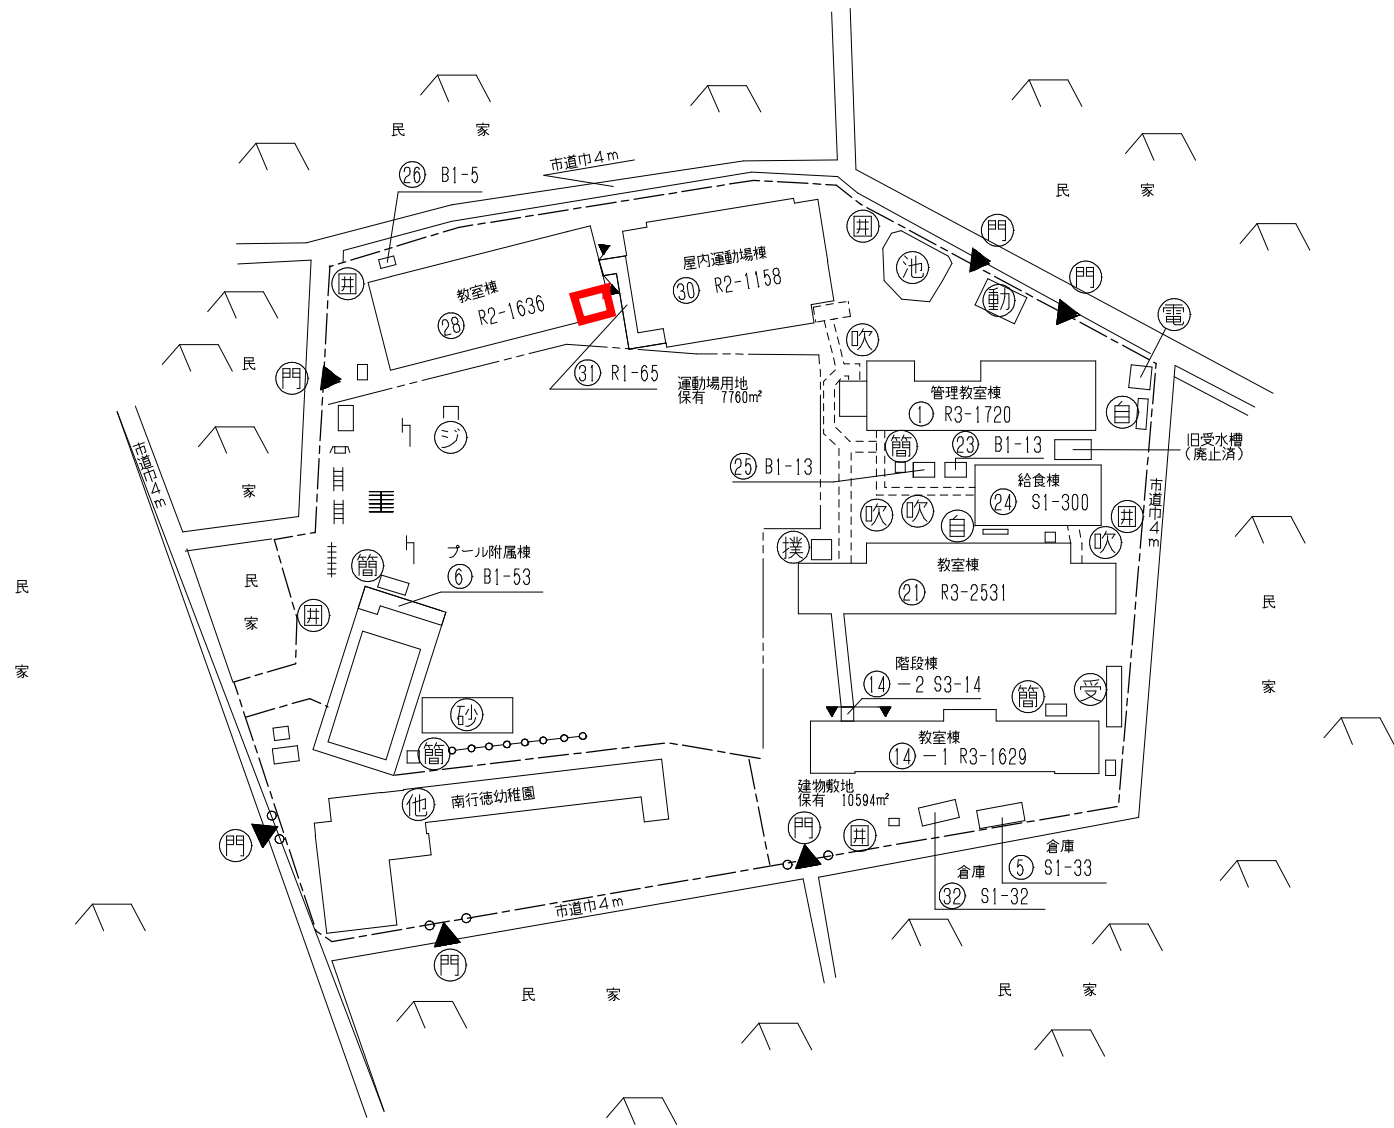 民 家
市道巾4m
26 B1-5
民 家
囲
門
池
門
囲
屋内運動場棟
30 R2-1158
教室棟
28 R2-1636
動
電
民
吹
門
31 R1-65
運動場用地
保有 7760m²
管理教室棟
1 R3-1720
自
ジ
簡
23 B1-13
旧受水槽
(廃止済)
市道巾4m
25 B1-13
給食棟
24 S1-300
家
市道巾4m
吹
吹
自
囲
吹
撲
プール附属棟
6 B1-53
簡
教室棟
21 R3-2531
民
家
民
家
囲
民
家
階段棟
14 -2 S3-14
簡
受
砂
教室棟
14 -1 R3-1629
簡
建物敷地
保有 10594m²
他
南行徳幼稚園
門
門
囲
倉庫
5 S1-33
倉庫
32 S1-32
市道巾4m
門
民 家
民 家